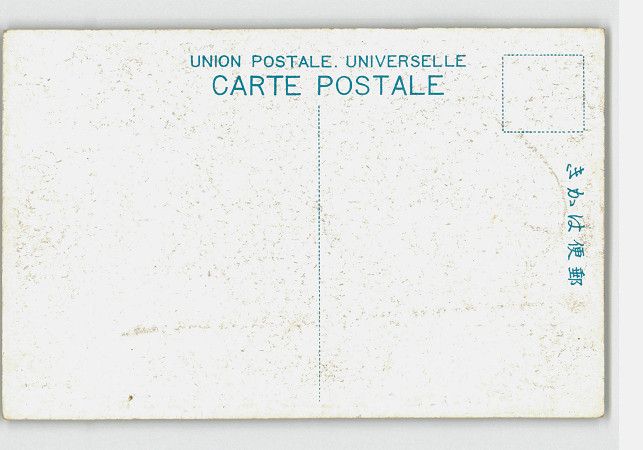 UNION POSTALE. UNIVERSELLE
CARTE POSTALE
きかは便郵